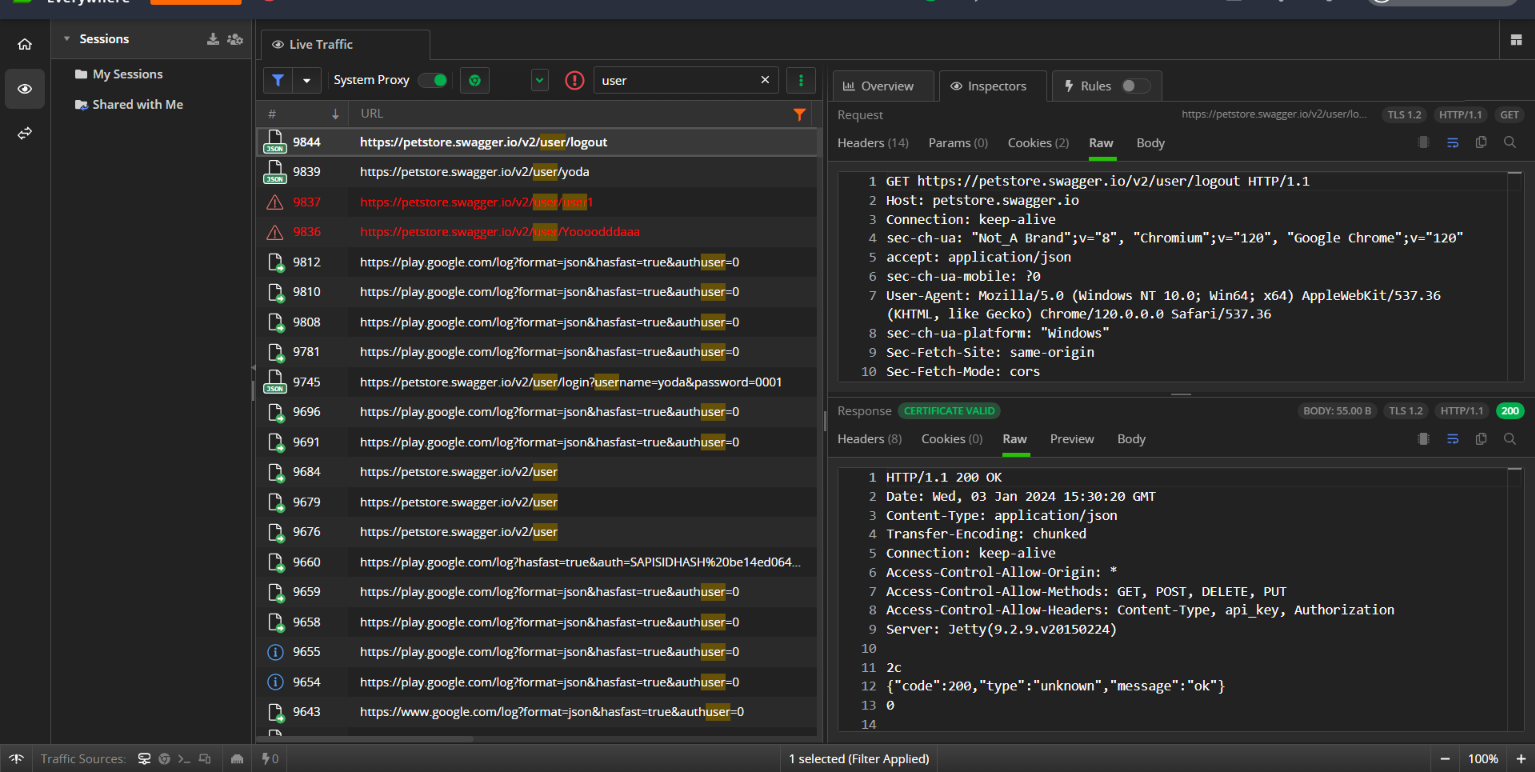 Everywhere
Sessions
My Sessions
Shared with Me
Live Traffic
System Proxy
user
#
URL
JSON 9844 https://petstore.swagger.io/v2/user/logout
JSON 9839 https://petstore.swagger.io/v2/user/yoda
9837 https://petstore.swagger.io/v2/user/user1
9836 https://petstore.swagger.io/v2/user/Yoooodddaaa
9812 https://play.google.com/log?format=json&hasfast=true&authuser=0
9810 https://play.google.com/log?format=json&hasfast=true&authuser=0
9808 https://play.google.com/log?format=json&hasfast=true&authuser=0
9781 https://play.google.com/log?format=json&hasfast=true&authuser=0
JSON 9745 https://petstore.swagger.io/v2/user/login?username=yoda&password=0001
9696 https://play.google.com/log?format=json&hasfast=true&authuser=0
9691 https://play.google.com/log?format=json&hasfast=true&authuser=0
9684 https://petstore.swagger.io/v2/user
9679 https://petstore.swagger.io/v2/user
9676 https://petstore.swagger.io/v2/user
9660 https://play.google.com/log?hasfast=true&auth=SAPISIDHASH%20be14ed064...
9659 https://play.google.com/log?format=json&hasfast=true&authuser=0
9658 https://play.google.com/log?format=json&hasfast=true&authuser=0
9655 https://play.google.com/log?format=json&hasfast=true&authuser=0
9654 https://play.google.com/log?format=json&hasfast=true&authuser=0
9643 https://www.google.com/log?format=json&hasfast=true&authuser=0
Overview Inspectors Rules
Request https://petstore.swagger.io/v2/user/lo... TLS 1.2 HTTP/1.1 GET
Headers (14) Params (0) Cookies (2) Raw Body
1 GET https://petstore.swagger.io/v2/user/logout HTTP/1.1
2 Host: petstore.swagger.io
3 Connection: keep-alive
4 sec-ch-ua: "Not_A Brand";v="8", "Chromium";v="120", "Google Chrome";v="120"
5 accept: application/json
6 sec-ch-ua-mobile: ?0
7 User-Agent: Mozilla/5.0 (Windows NT 10.0; Win64; x64) AppleWebKit/537.36
(KHTML, like Gecko) Chrome/120.0.0.0 Safari/537.36
8 sec-ch-ua-platform: "Windows"
9 Sec-Fetch-Site: same-origin
10 Sec-Fetch-Mode: cors
Response CERTIFICATE VALID BODY: 55.00 B TLS 1.2 HTTP/1.1 200
Headers (8) Cookies (0) Raw Preview Body
1 HTTP/1.1 200 OK
2 Date: Wed, 03 Jan 2024 15:30:20 GMT
3 Content-Type: application/json
4 Transfer-Encoding: chunked
5 Connection: keep-alive
6 Access-Control-Allow-Origin: *
7 Access-Control-Allow-Methods: GET, POST, DELETE, PUT
8 Access-Control-Allow-Headers: Content-Type, api_key, Authorization
9 Server: Jetty(9.2.9.v20150224)
10
11 2c
12 {"code":200,"type":"unknown","message":"ok"}
13 0
14
Traffic Sources: 0 1 selected (Filter Applied) 100%